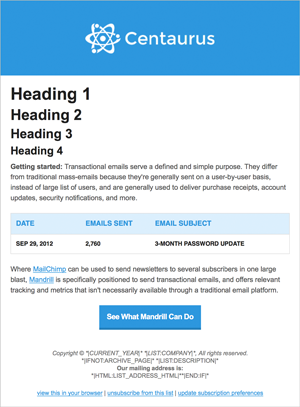 Centaurus
Heading 1
Heading 2
Heading 3
Heading 4
Getting started: Transactional emails serve a defined and simple purpose. They differ
from traditional mass-emails because they're generally sent on a user-by-user basis,
instead of large list of users, and are generally used to deliver purchase receipts, account
updates, security notifications, and more.
DATE EMAILS SENT EMAIL SUBJECT
SEP 29, 2012 2,760 3-MONTH PASSWORD UPDATE
Where MailChimp can be used to send newsletters to several subscribers in one large
blast, Mandrill is specifically positioned to send transactional emails, and offers relevant
tracking and metrics that isn't necessarily available through a traditional email platform.
See What Mandrill Can Do
Copyright © *|CURRENT_YEAR|* *|LIST:COMPANY|*, All rights reserved.
*|IFNOT:ARCHIVE_PAGE|* *|LIST:DESCRIPTION|*
Our mailing address is:
*|HTML:LIST_ADDRESS_HTML|**|END:IF|*
view this in your browser | unsubscribe from this list | update subscription preferences